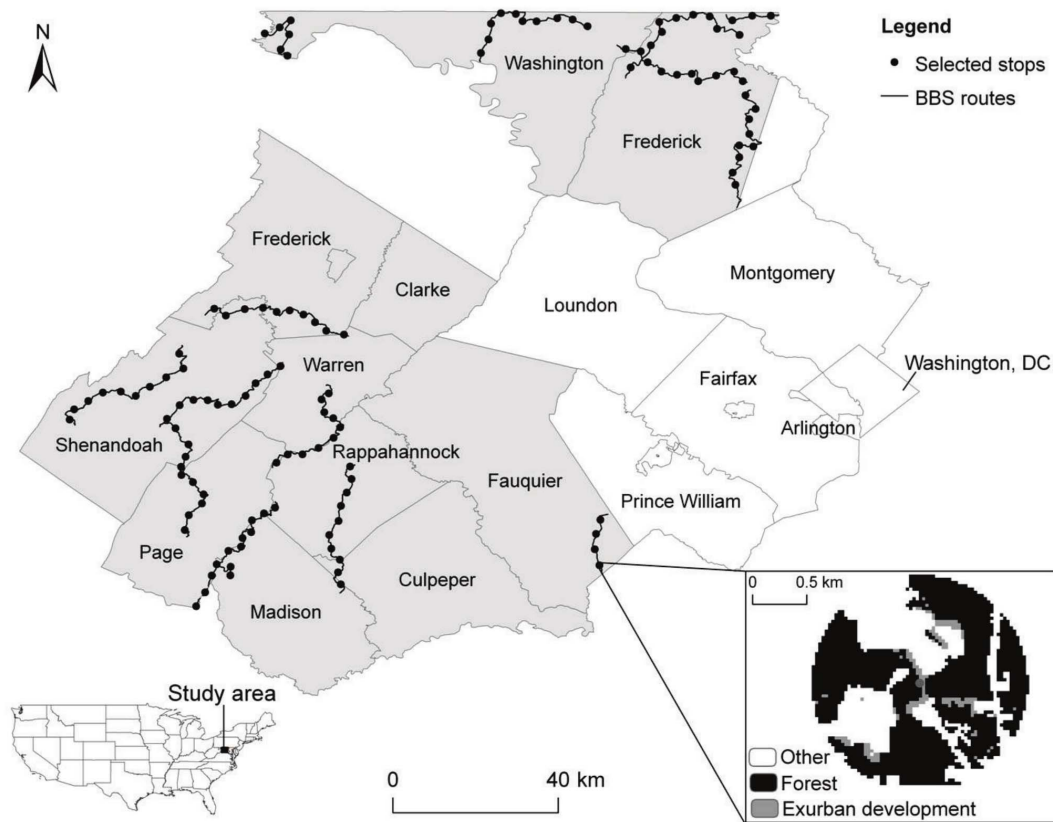 N
Legend
Selected stops
BBS routes
Washington
Frederick
Frederick
Clarke
Loundon
Montgomery
Washington, DC
Warren
Fairfax
Arlington
Shenandoah
Rappahannock
Fauquier
Prince William
Page
Culpeper
Madison
0 0.5 km
Study area
0 40 km
Other
Forest
Exurban development